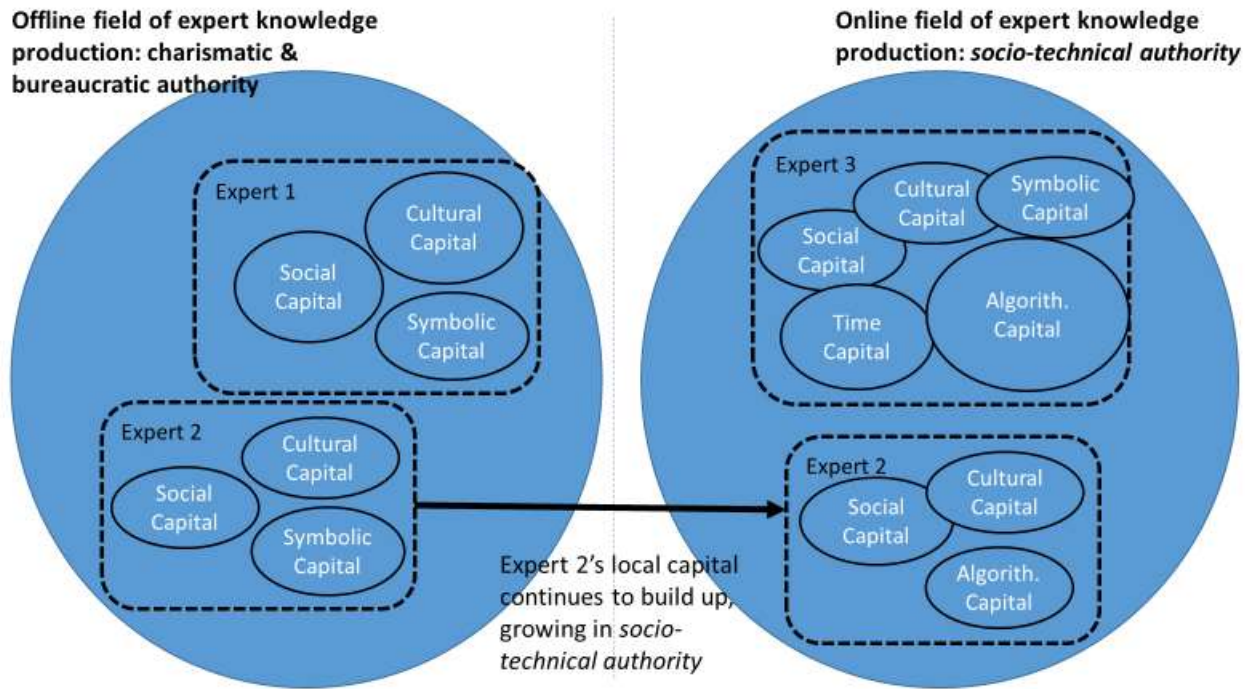 Offline field of expert knowledge
production: charismatic &
bureaucratic authority
Expert 1
Cultural
Capital
Social
Capital
Symbolic
Capital
Expert 2
Cultural
Capital
Social
Capital
Symbolic
Capital
Expert 2's local capital
continues to build up,
growing in socio-
technical authority
Online field of expert knowledge
production: socio-technical authority
Expert 3
Cultural
Capital
Symbolic
Capital
Social
Capital
Time
Capital
Algorith.
Capital
Expert 2
Cultural
Capital
Social
Capital
Algorith.
Capital